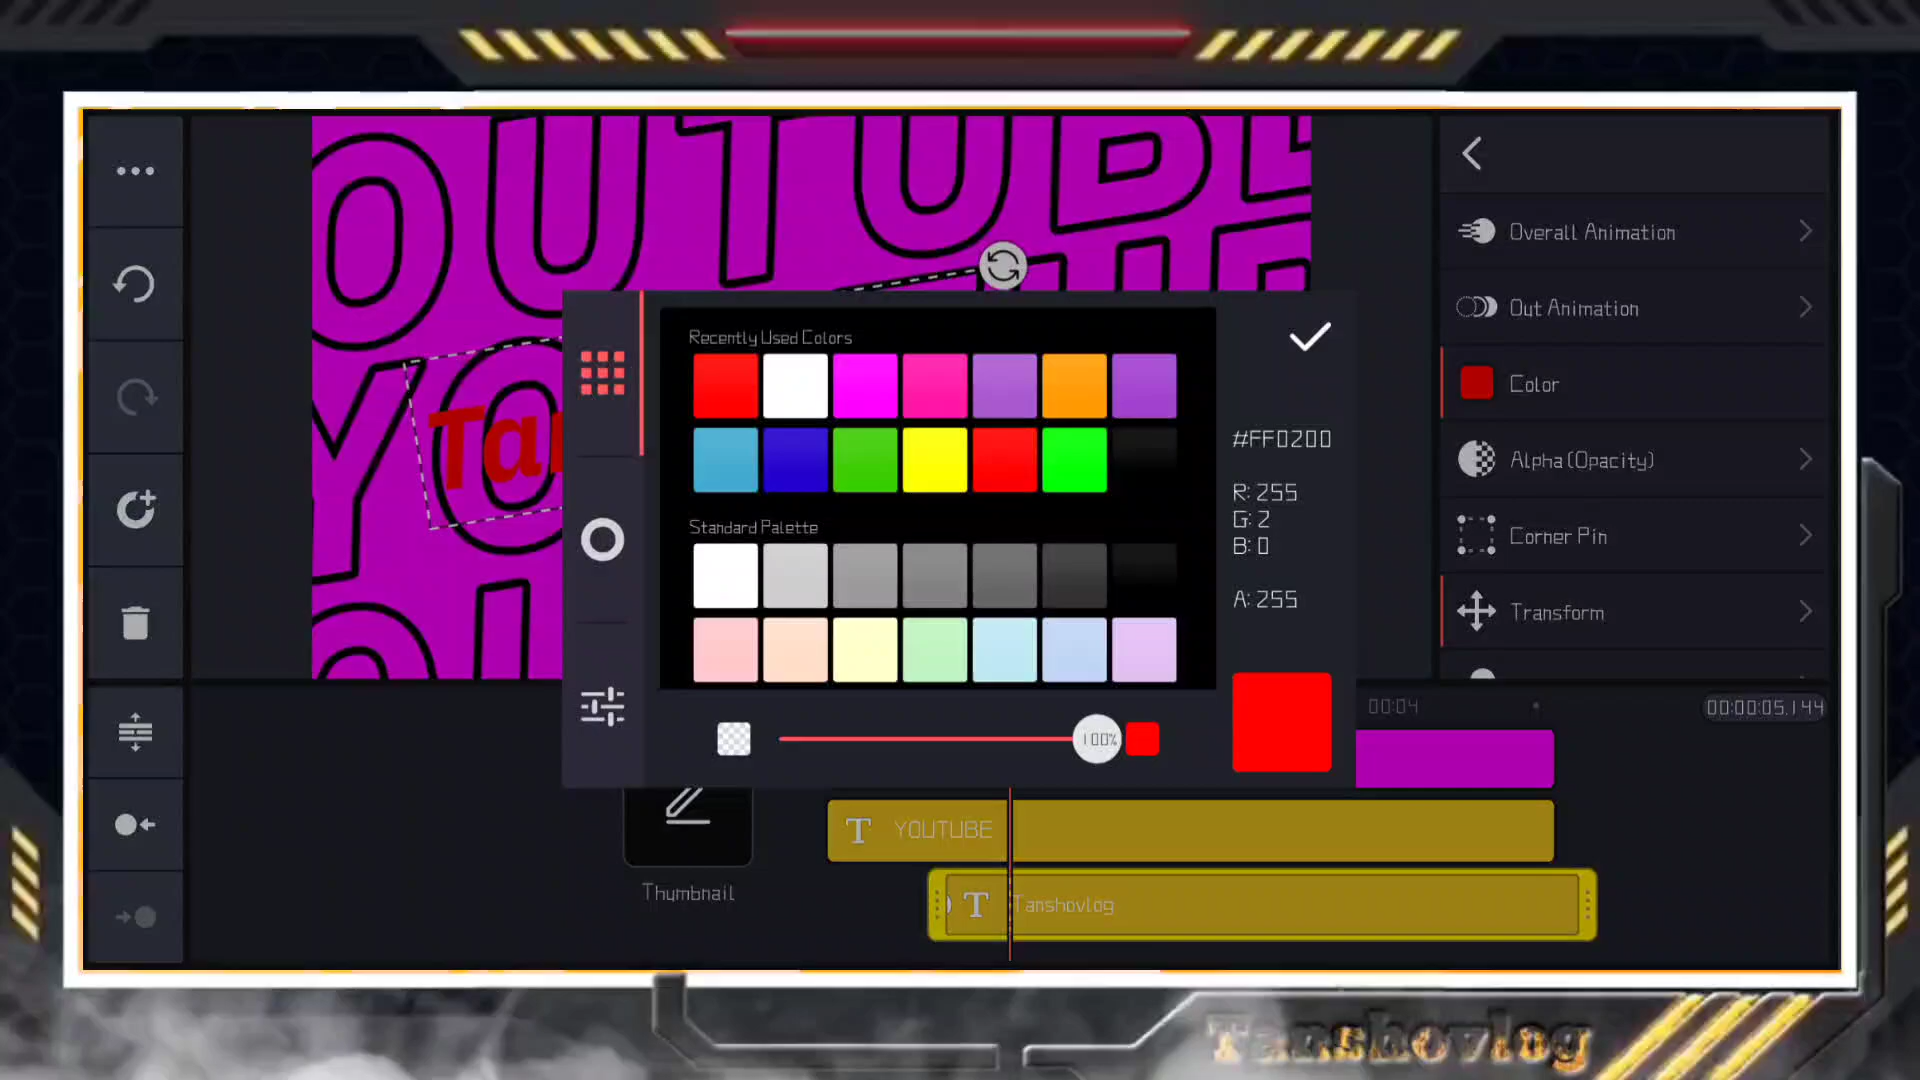 OUTUBE
Y
Ta
Recently Used Colors
#FF0200
R: 255
G: 2
B: 0
A: 255
Standard Palette
100%
Overall Animation
Out Animation
Color
Alpha (Opacity)
Corner Pin
Transform
00:04
00:00:05.144
T YOUTUBE
T Tanshovlog
Thumbnail
Tanshovlog